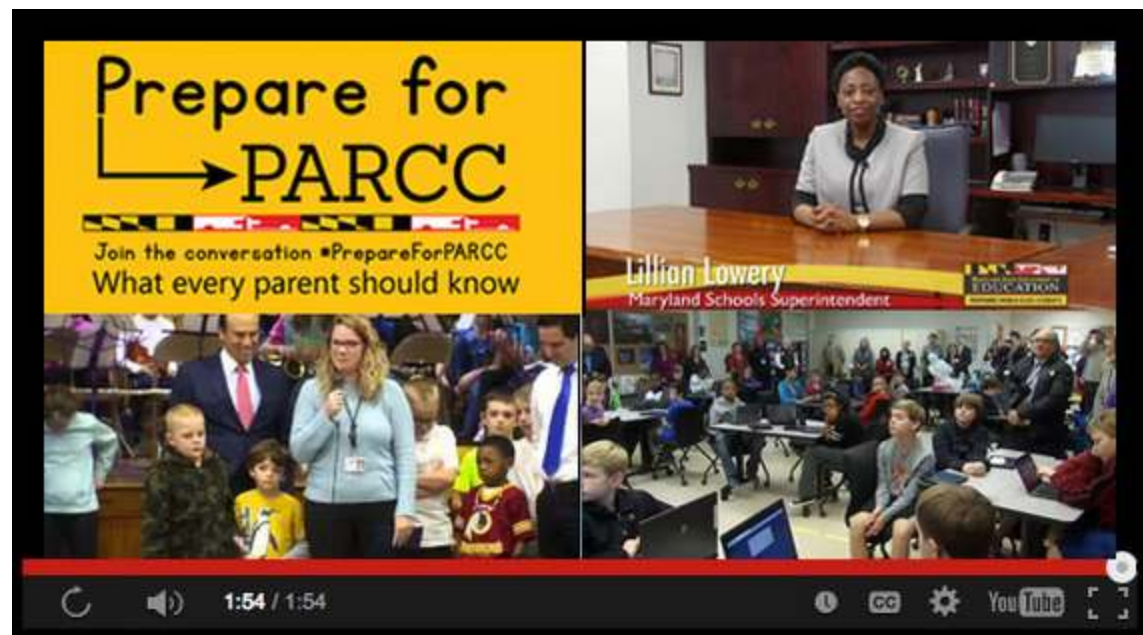 Prepare for
PARCC
Join the conversation #PrepareForPARCC
What every parent should know
Lillian Lowery
Maryland Schools Superintendent
EDUCATION
1:54 / 1:54
CC
YouTube